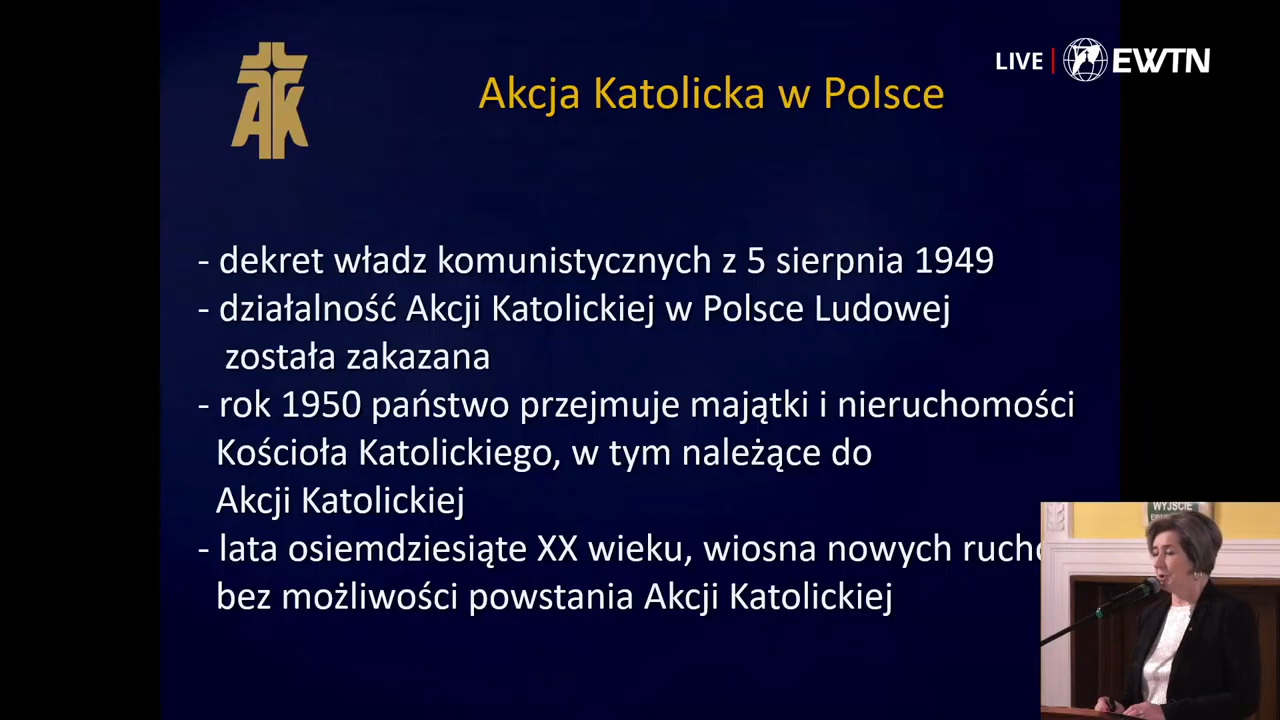 LIVE | EWTN
AK
Akcja Katolicka w Polsce
- dekret władz komunistycznych z 5 sierpnia 1949
- działalność Akcji Katolickiej w Polsce Ludowej
została zakazana
- rok 1950 państwo przejmuje majątki i nieruchomości
Kościoła Katolickiego, w tym należące do
Akcji Katolickiej
- lata osiemdziesiąte XX wieku, wiosna nowych
bez możliwości powstania Akcji Katolickiej
WYJŚCIE